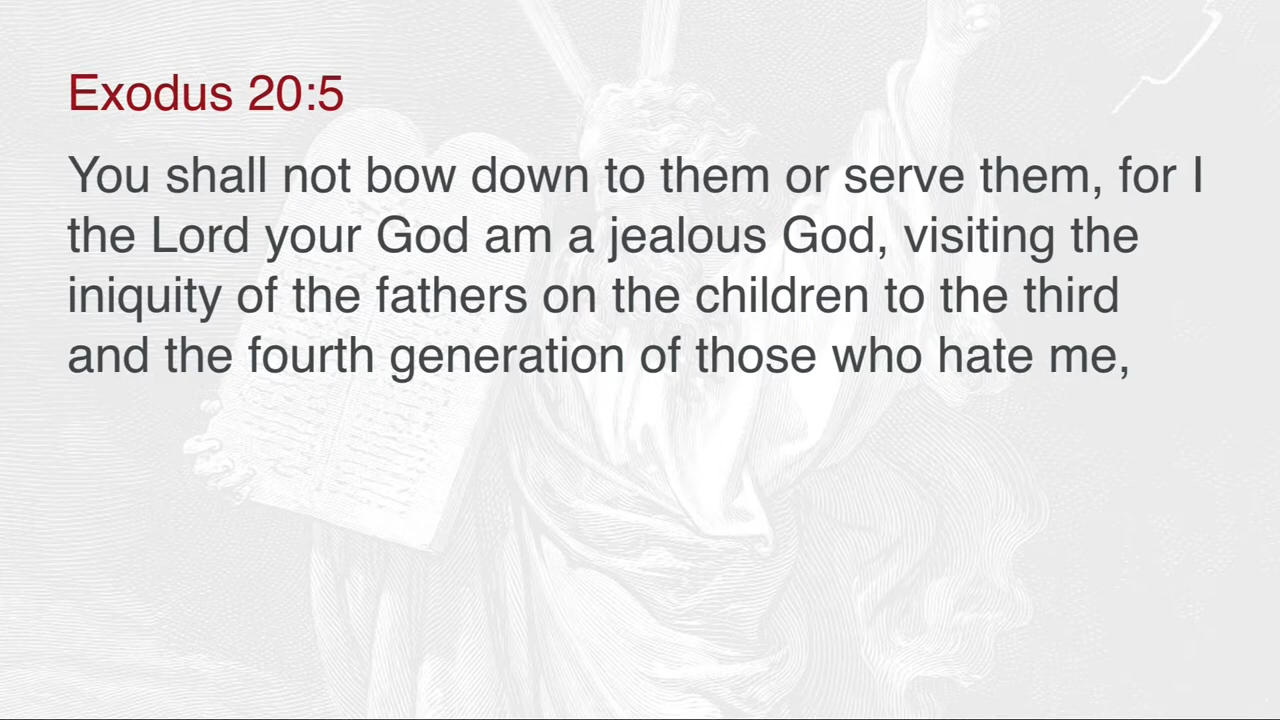 Exodus 20:5
You shall not bow down to them or serve them, for I
the Lord your God am a jealous God, visiting the
iniquity of the fathers on the children to the third
and the fourth generation of those who hate me,